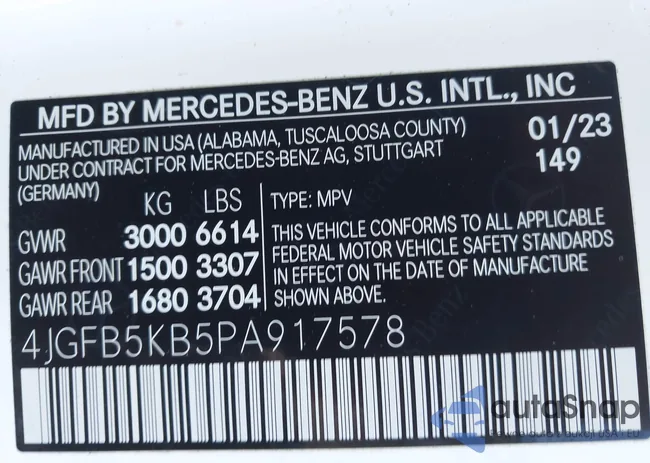 MFD BY MERCEDES-BENZ U.S. INTL., INC
MANUFACTURED IN USA (ALABAMA, TUSCALOOSA COUNTY)
UNDER CONTRACT FOR MERCEDES-BENZ AG, STUTTGART
(GERMANY)
01/23
149
KG LBS
GVWR 3000 6614
GAWR FRONT 1500 3307
GAWR REAR 1680 3704
TYPE: MPV
THIS VEHICLE CONFORMS TO ALL APPLICABLE
FEDERAL MOTOR VEHICLE SAFETY STANDARDS
IN EFFECT ON THE DATE OF MANUFACTURE
SHOWN ABOVE.
4JGFB5KB5PA917578
autaSnap